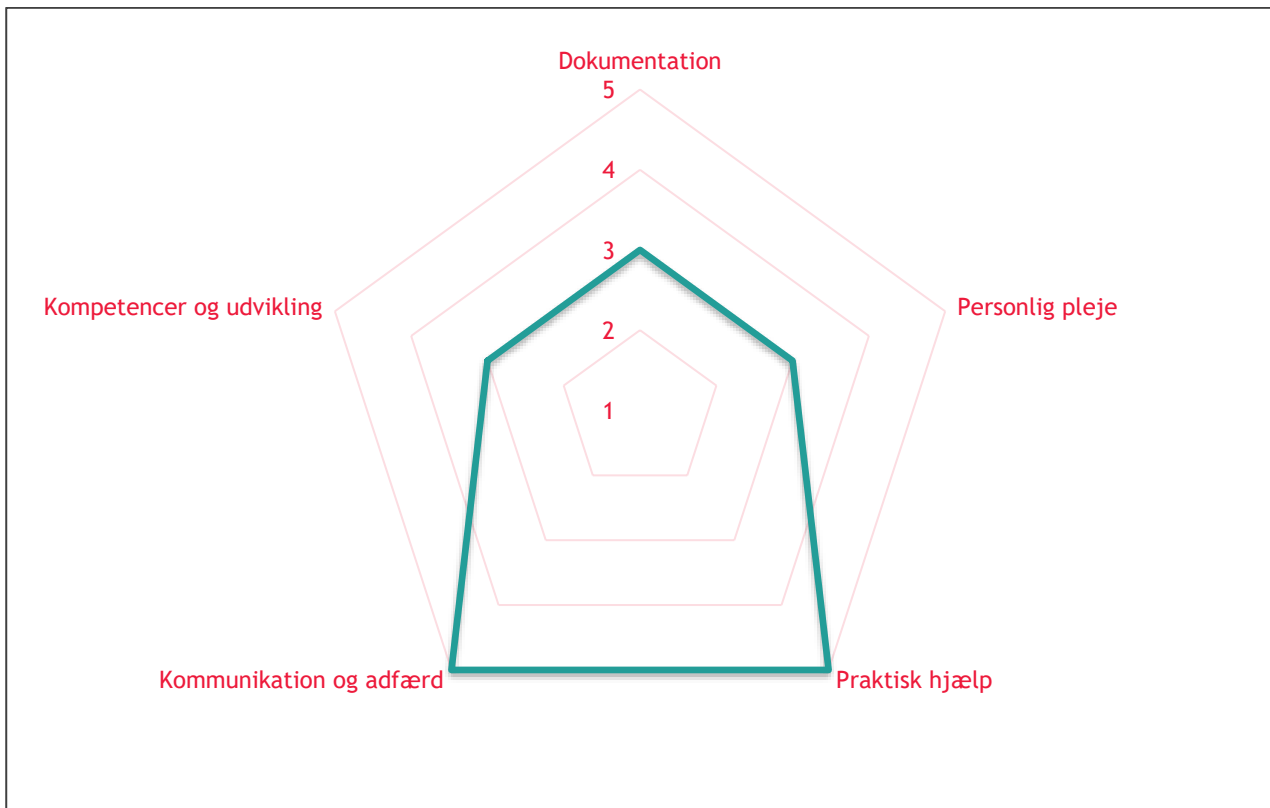 Dokumentation
5
4
3
Kompetencer og udvikling
Personlig pleje
2
1
Kommunikation og adfærd
Praktisk hjælp